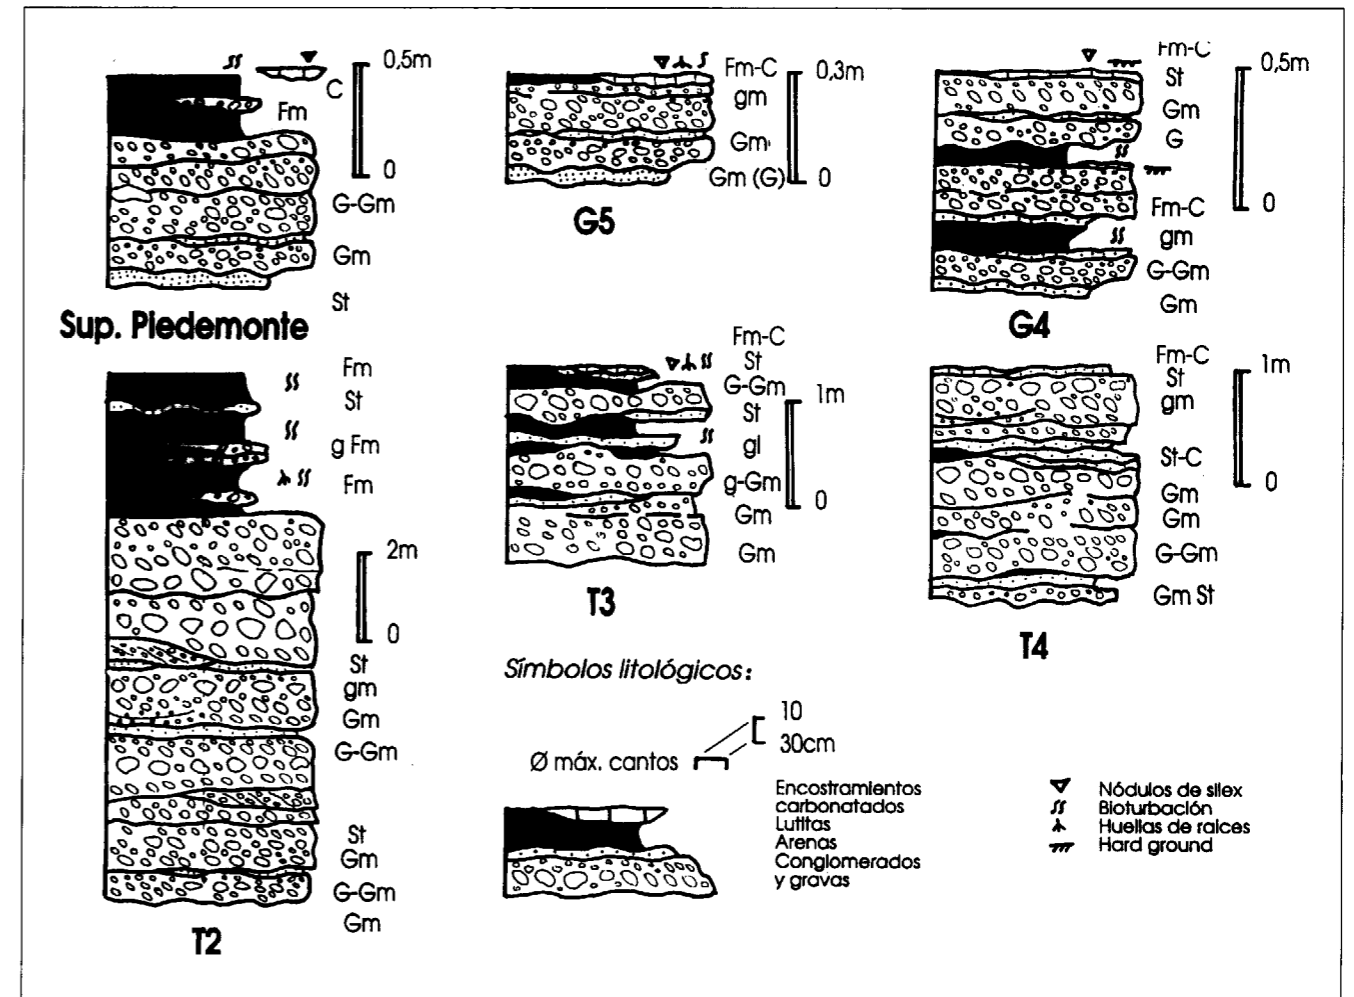 0,5m
C
Fm
0
G-Gm
Gm
St
Sup. Piedemonte
Fm-C
0,3m
gm
Gm
Gm (G)
0
G5
Fm-C
0,5m
St
Gm
G
Fm-C
0
gm
G-Gm
Gm
G4
Fm
St
g Fm
Fm
2m
0
St
gm
Gm
G-Gm
St
Gm
G-Gm
Gm
T2
Fm-C
St
G-Gm
1m
St
gl
g-Gm
0
Gm
Gm
T3
Fm-C
1m
St
gm
St-C
0
Gm
Gm
G-Gm
Gm St
T4
Símbolos litológicos:
10
30cm
Ø máx. cantos
Encostramientos
carbonatados
Lutitas
Arenas
Conglomerados
y gravas
Nódulos de silex
Bioturbación
Huellas de raices
Hard ground